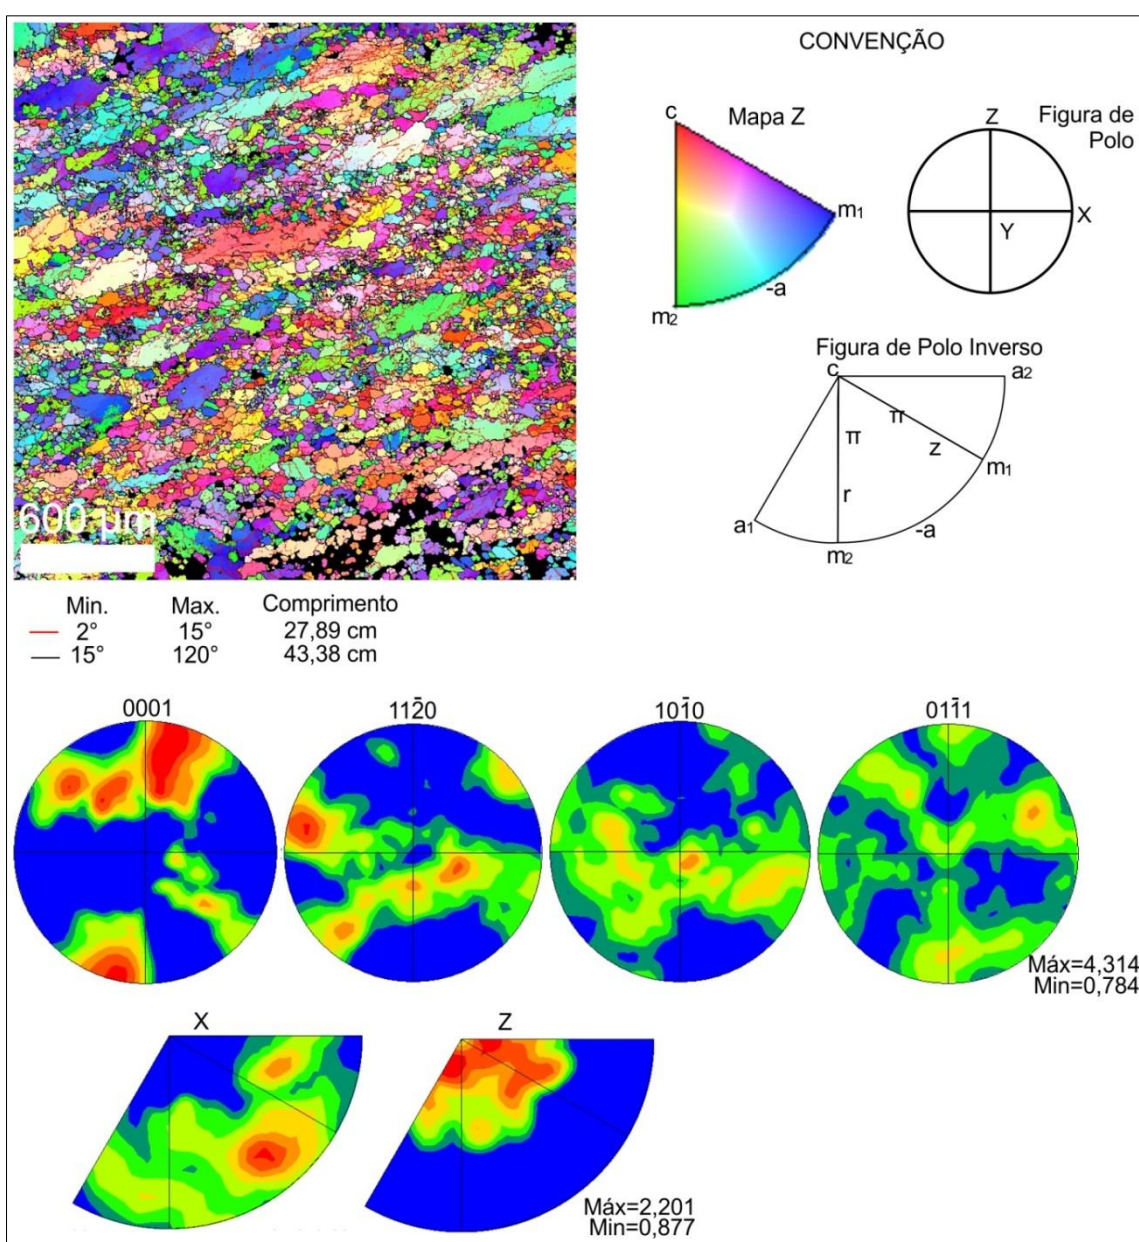 CONVENÇÃO
c
Mapa Z
m1
-a
m2
Z
Figura de
Polo
X
Y
Figura de Polo Inverso
c
a2
π
π
z
m1
r
a1
-a
m2
600 µm
Min. Max. Comprimento
2° 15° 27,89 cm
15° 120° 43,38 cm
0001 112̄0 101̄0 011̄1
Máx=4,314
Min=0,784
X Z
Máx=2,201
Min=0,877